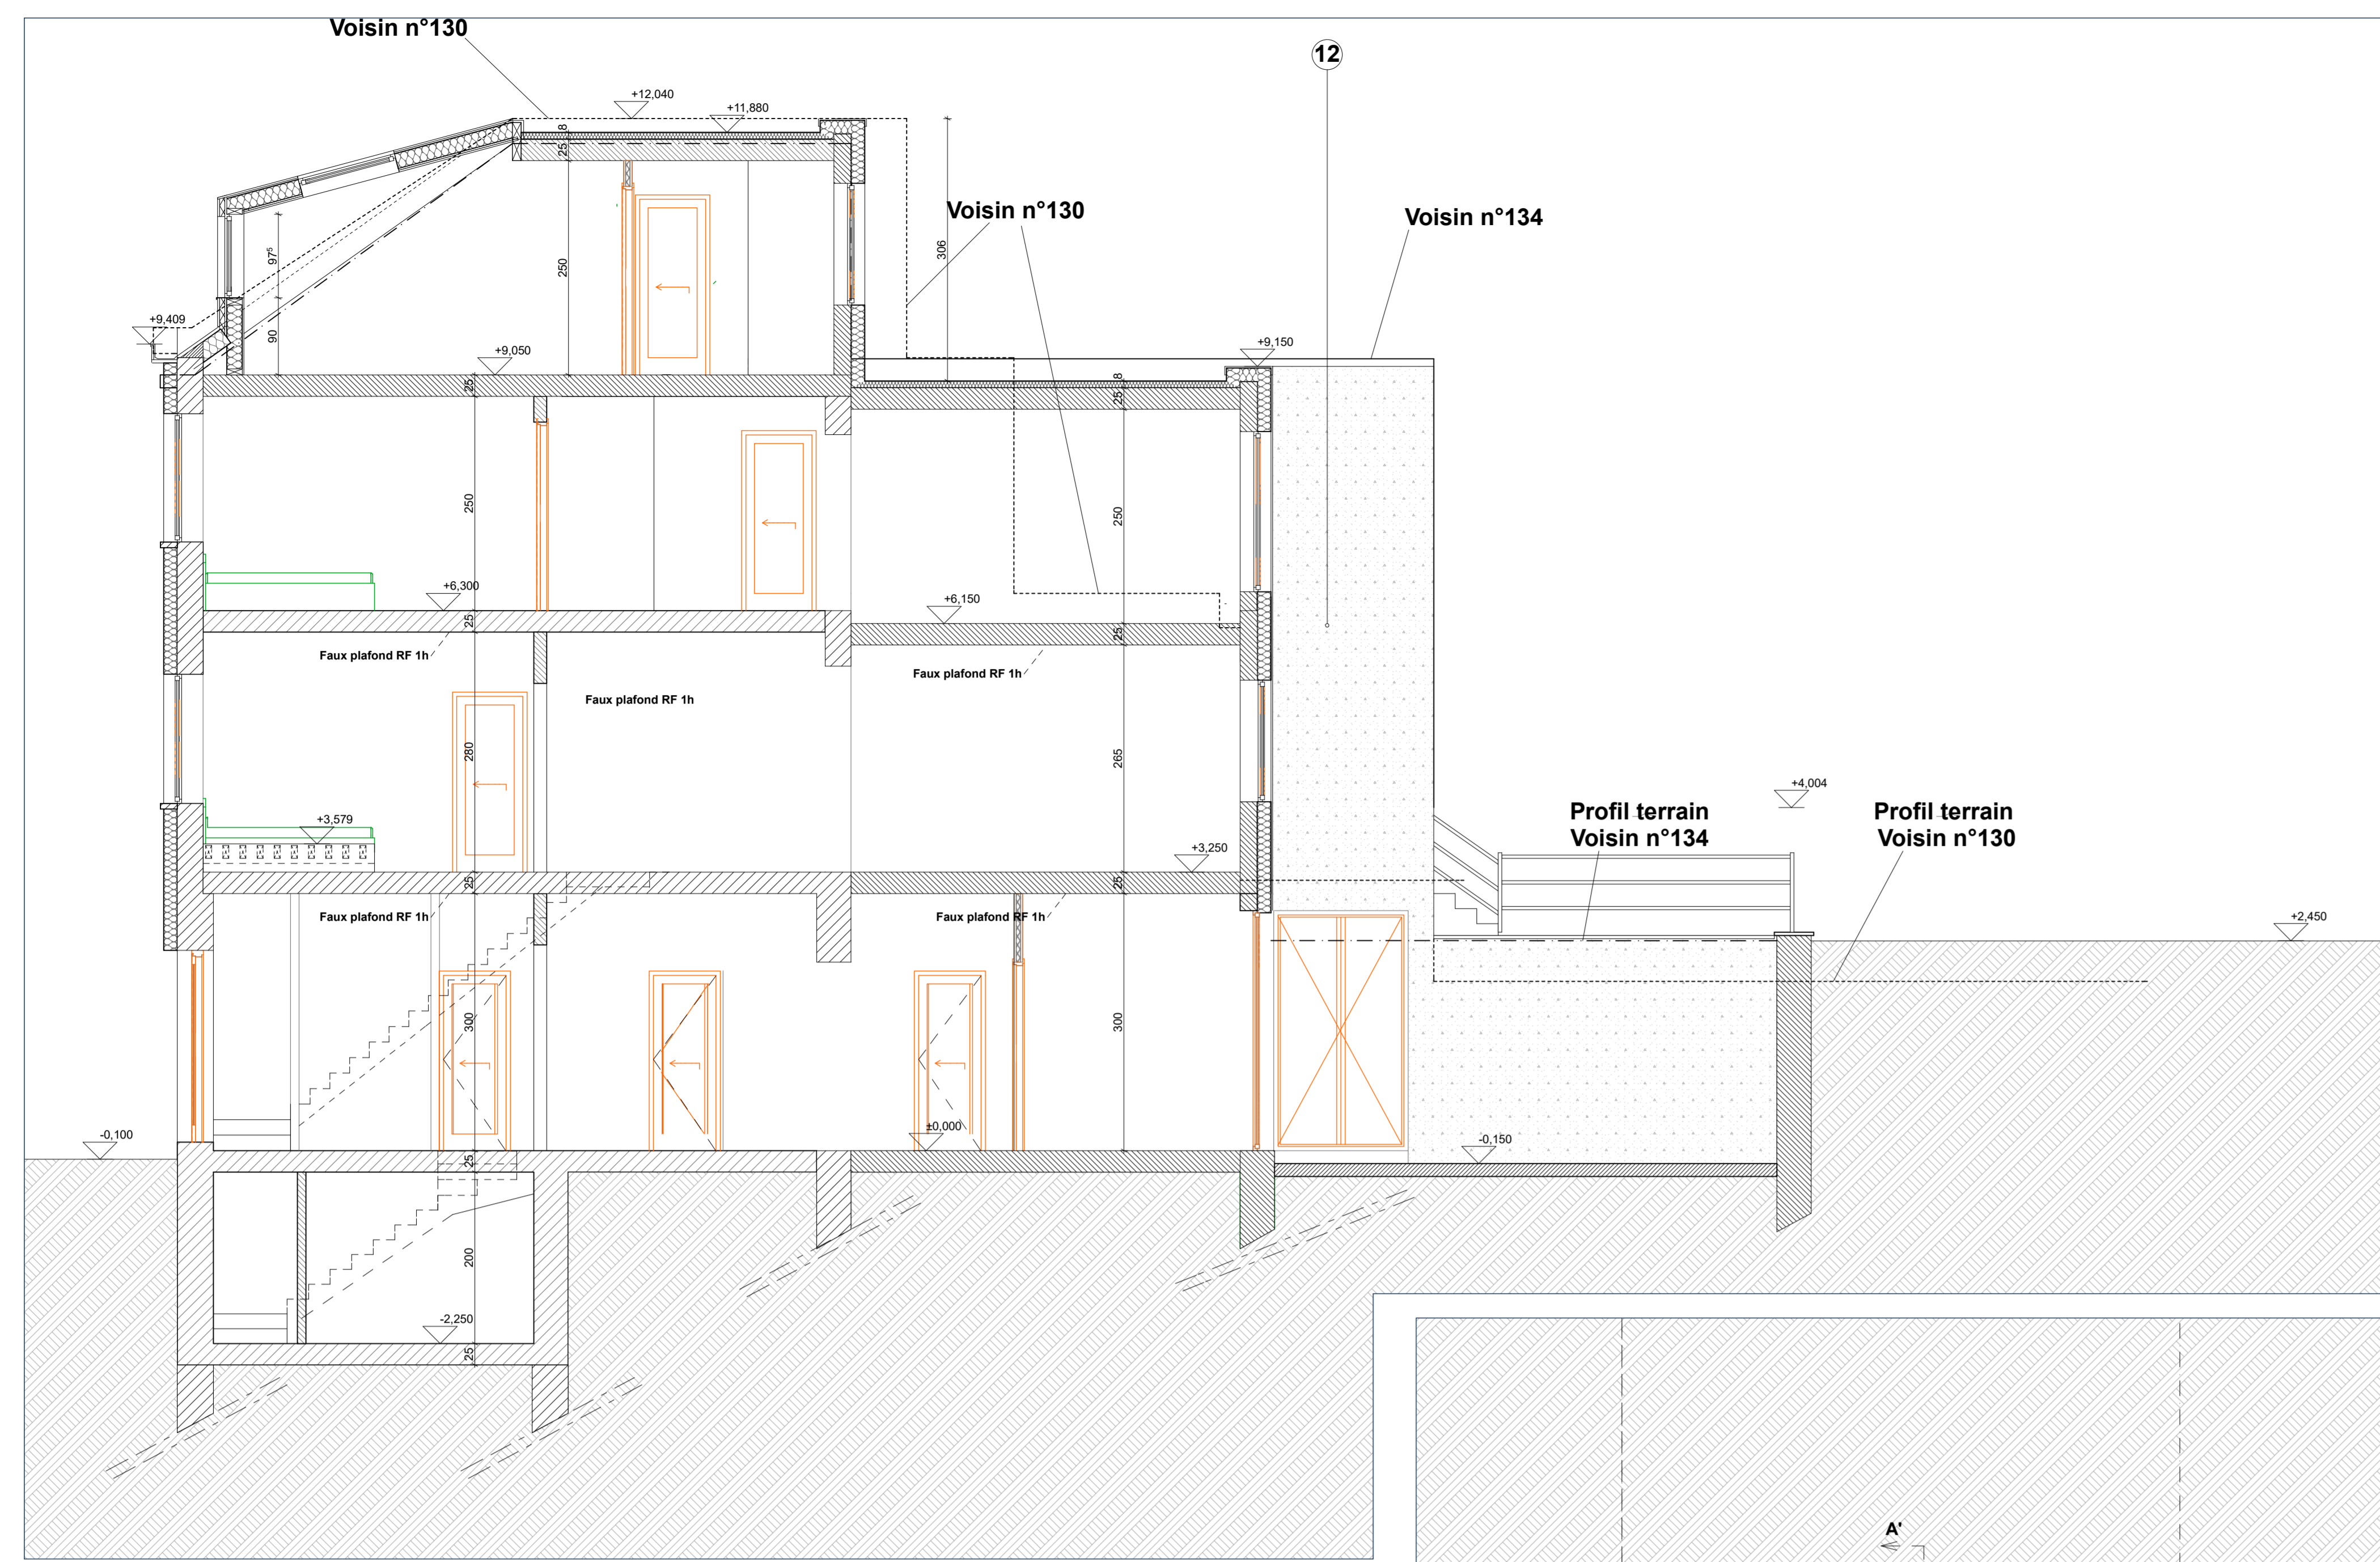 Voisin n°130
12
+12,040
+11,880
8
25
250
306
Voisin n°130
Voisin n°134
97⁵
90
+9,409
+9,050
+9,150
25
8
25
250
250
+6,300
+6,150
25
25
Faux plafond RF 1h
Faux plafond RF 1h
Faux plafond RF 1h
280
265
+4,004
+3,579
Profil terrain
Voisin n°134
Profil terrain
Voisin n°130
+3,250
25
25
Faux plafond RF 1h
Faux plafond RF 1h
+2,450
300
300
-0,100
±0,000
-0,150
25
200
-2,250
25
A'